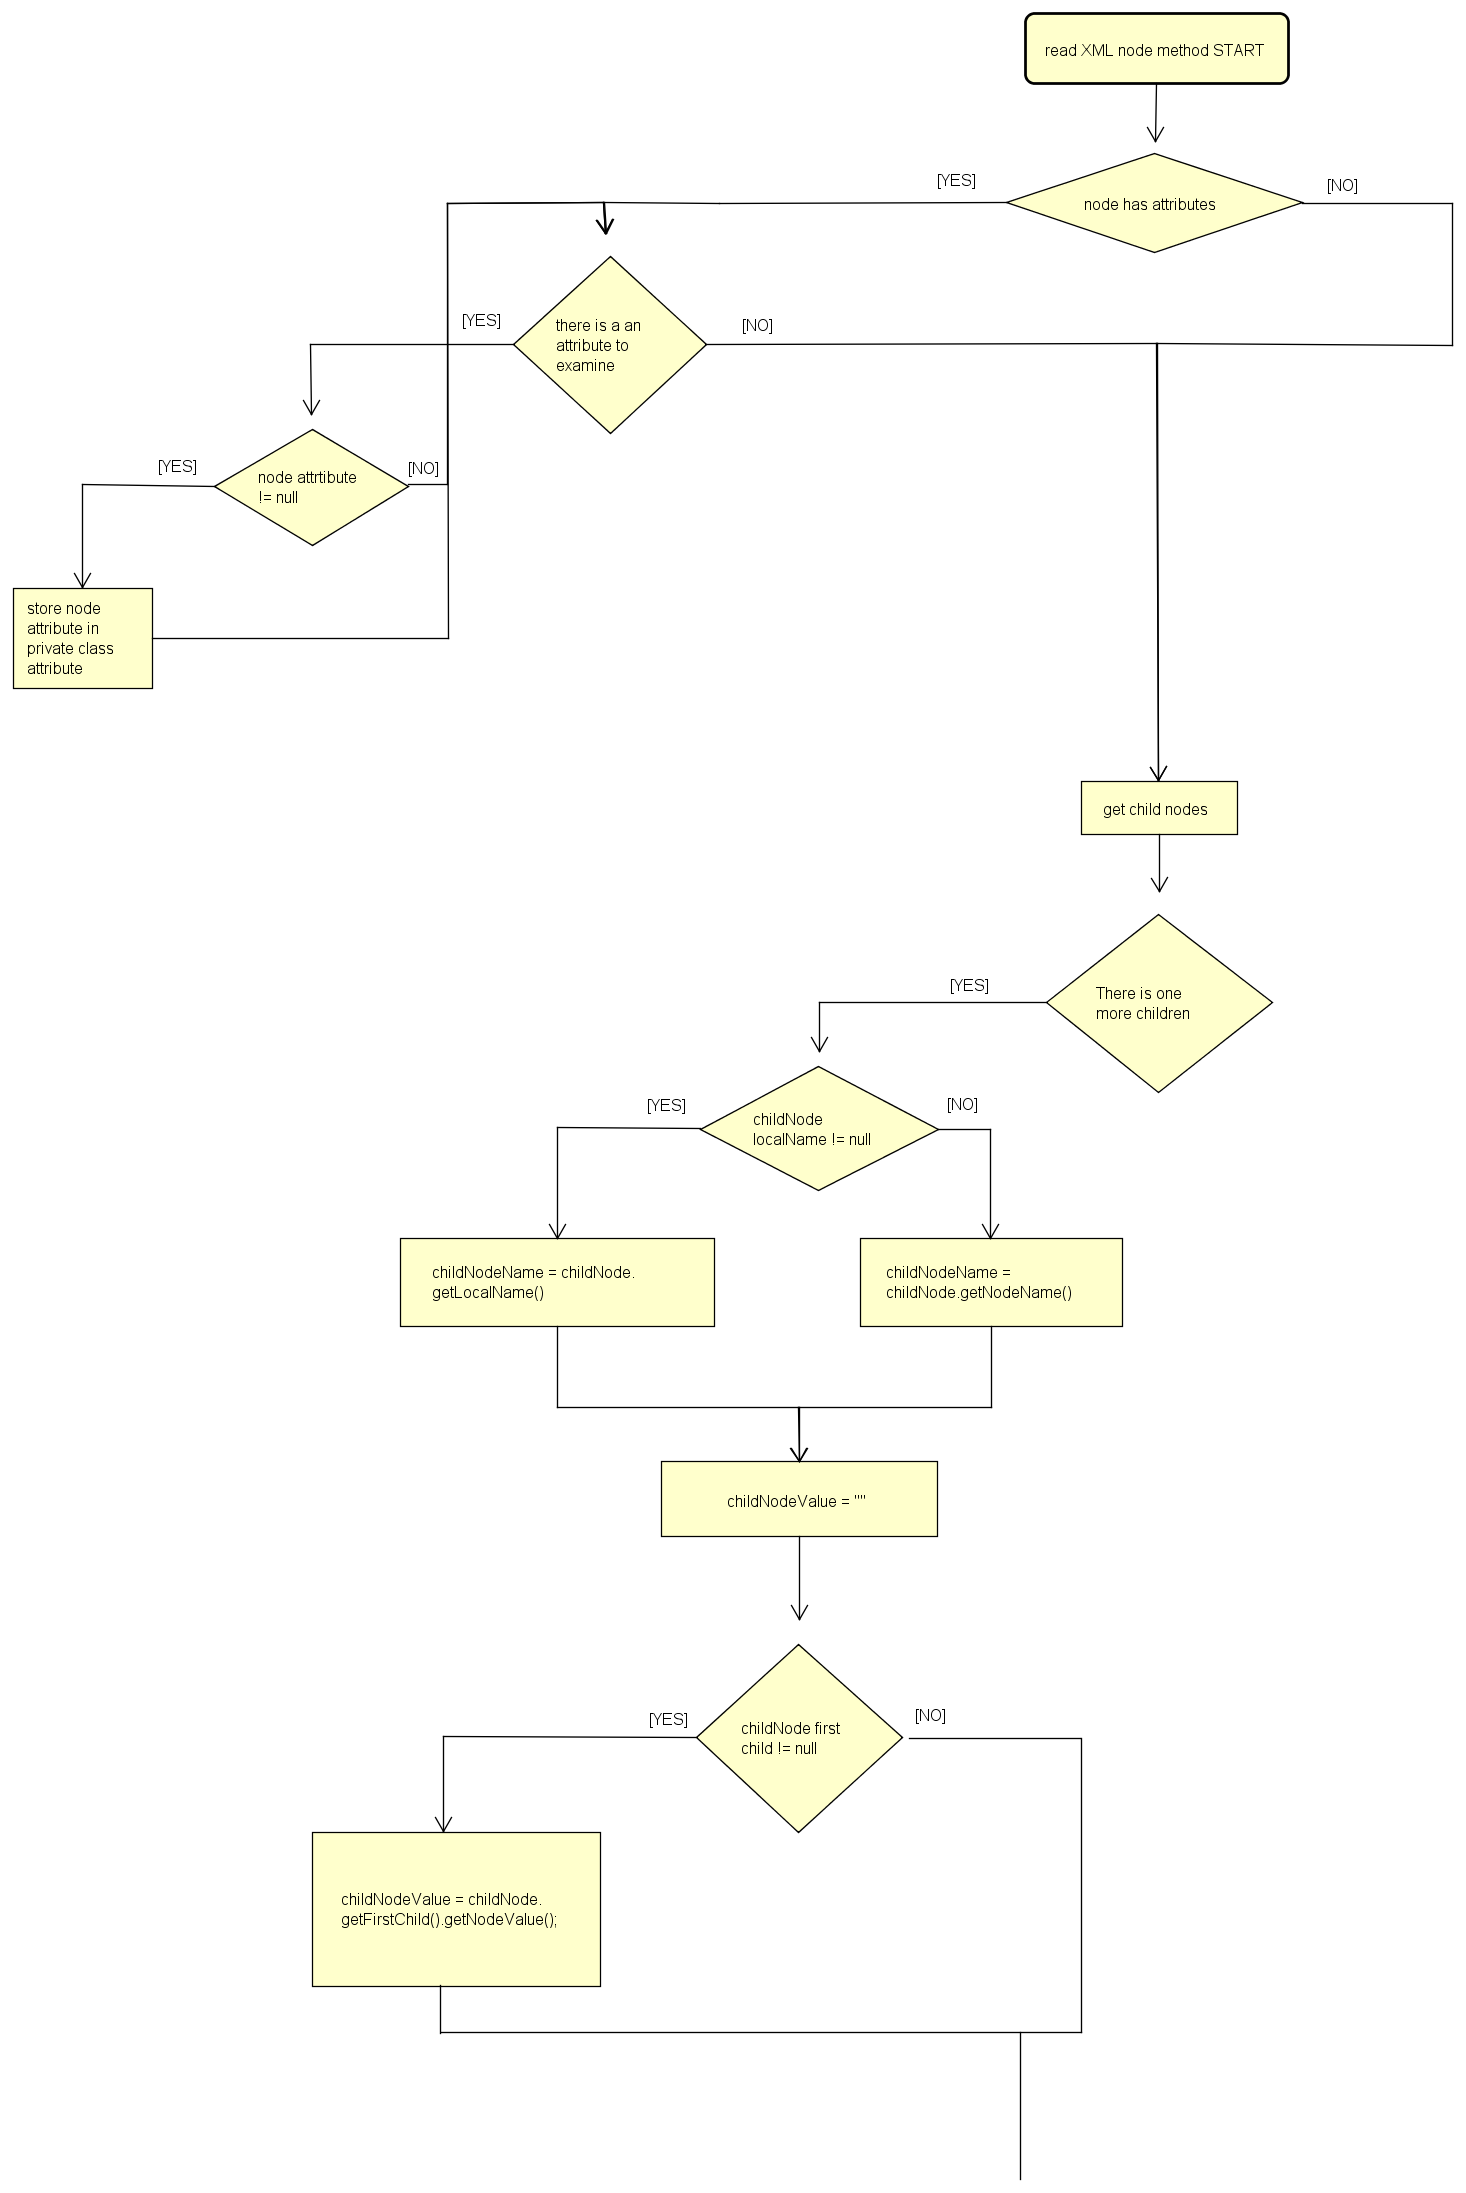 read XML node method START
[YES]
[NO]
node has attributes
[YES]
there is a an
attribute to
examine
[NO]
[YES]
node attrtibute
!= null
[NO]
store node
attribute in
private class
attribute
get child nodes
[YES]
There is one
more children
[YES]
childNode
localName != null
[NO]
childNodeName = childNode.
getLocalName()
childNodeName =
childNode.getNodeName()
childNodeValue = ""
[YES]
childNode first
child != null
[NO]
childNodeValue = childNode.
getFirstChild().getNodeValue();